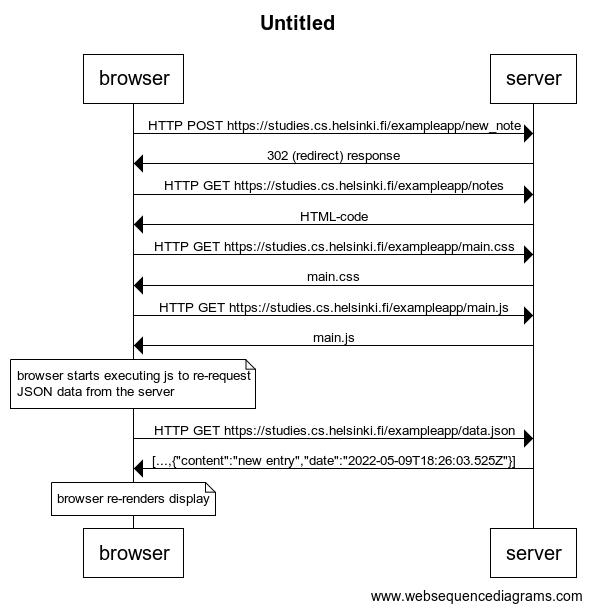 Untitled
browser
server
HTTP POST https://studies.cs.helsinki.fi/exampleapp/new_note
302 (redirect) response
HTTP GET https://studies.cs.helsinki.fi/exampleapp/notes
HTML-code
HTTP GET https://studies.cs.helsinki.fi/exampleapp/main.css
main.css
HTTP GET https://studies.cs.helsinki.fi/exampleapp/main.js
main.js
browser starts executing js to re-request
JSON data from the server
HTTP GET https://studies.cs.helsinki.fi/exampleapp/data.json
[...,{"content":"new entry","date":"2022-05-09T18:26:03.525Z"}]
browser re-renders display
browser
server
www.websequencediagrams.com